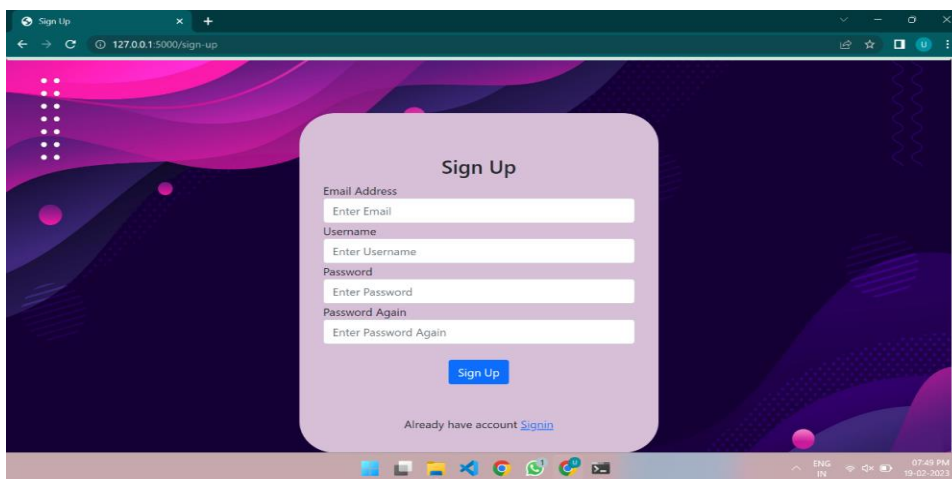 Sign Up
127.0.0.1:5000/sign-up
U
Sign Up
Email Address
Enter Email
Username
Enter Username
Password
Enter Password
Password Again
Enter Password Again
Sign Up
Already have account Signin
ENG
IN
07:49 PM
19-02-2023